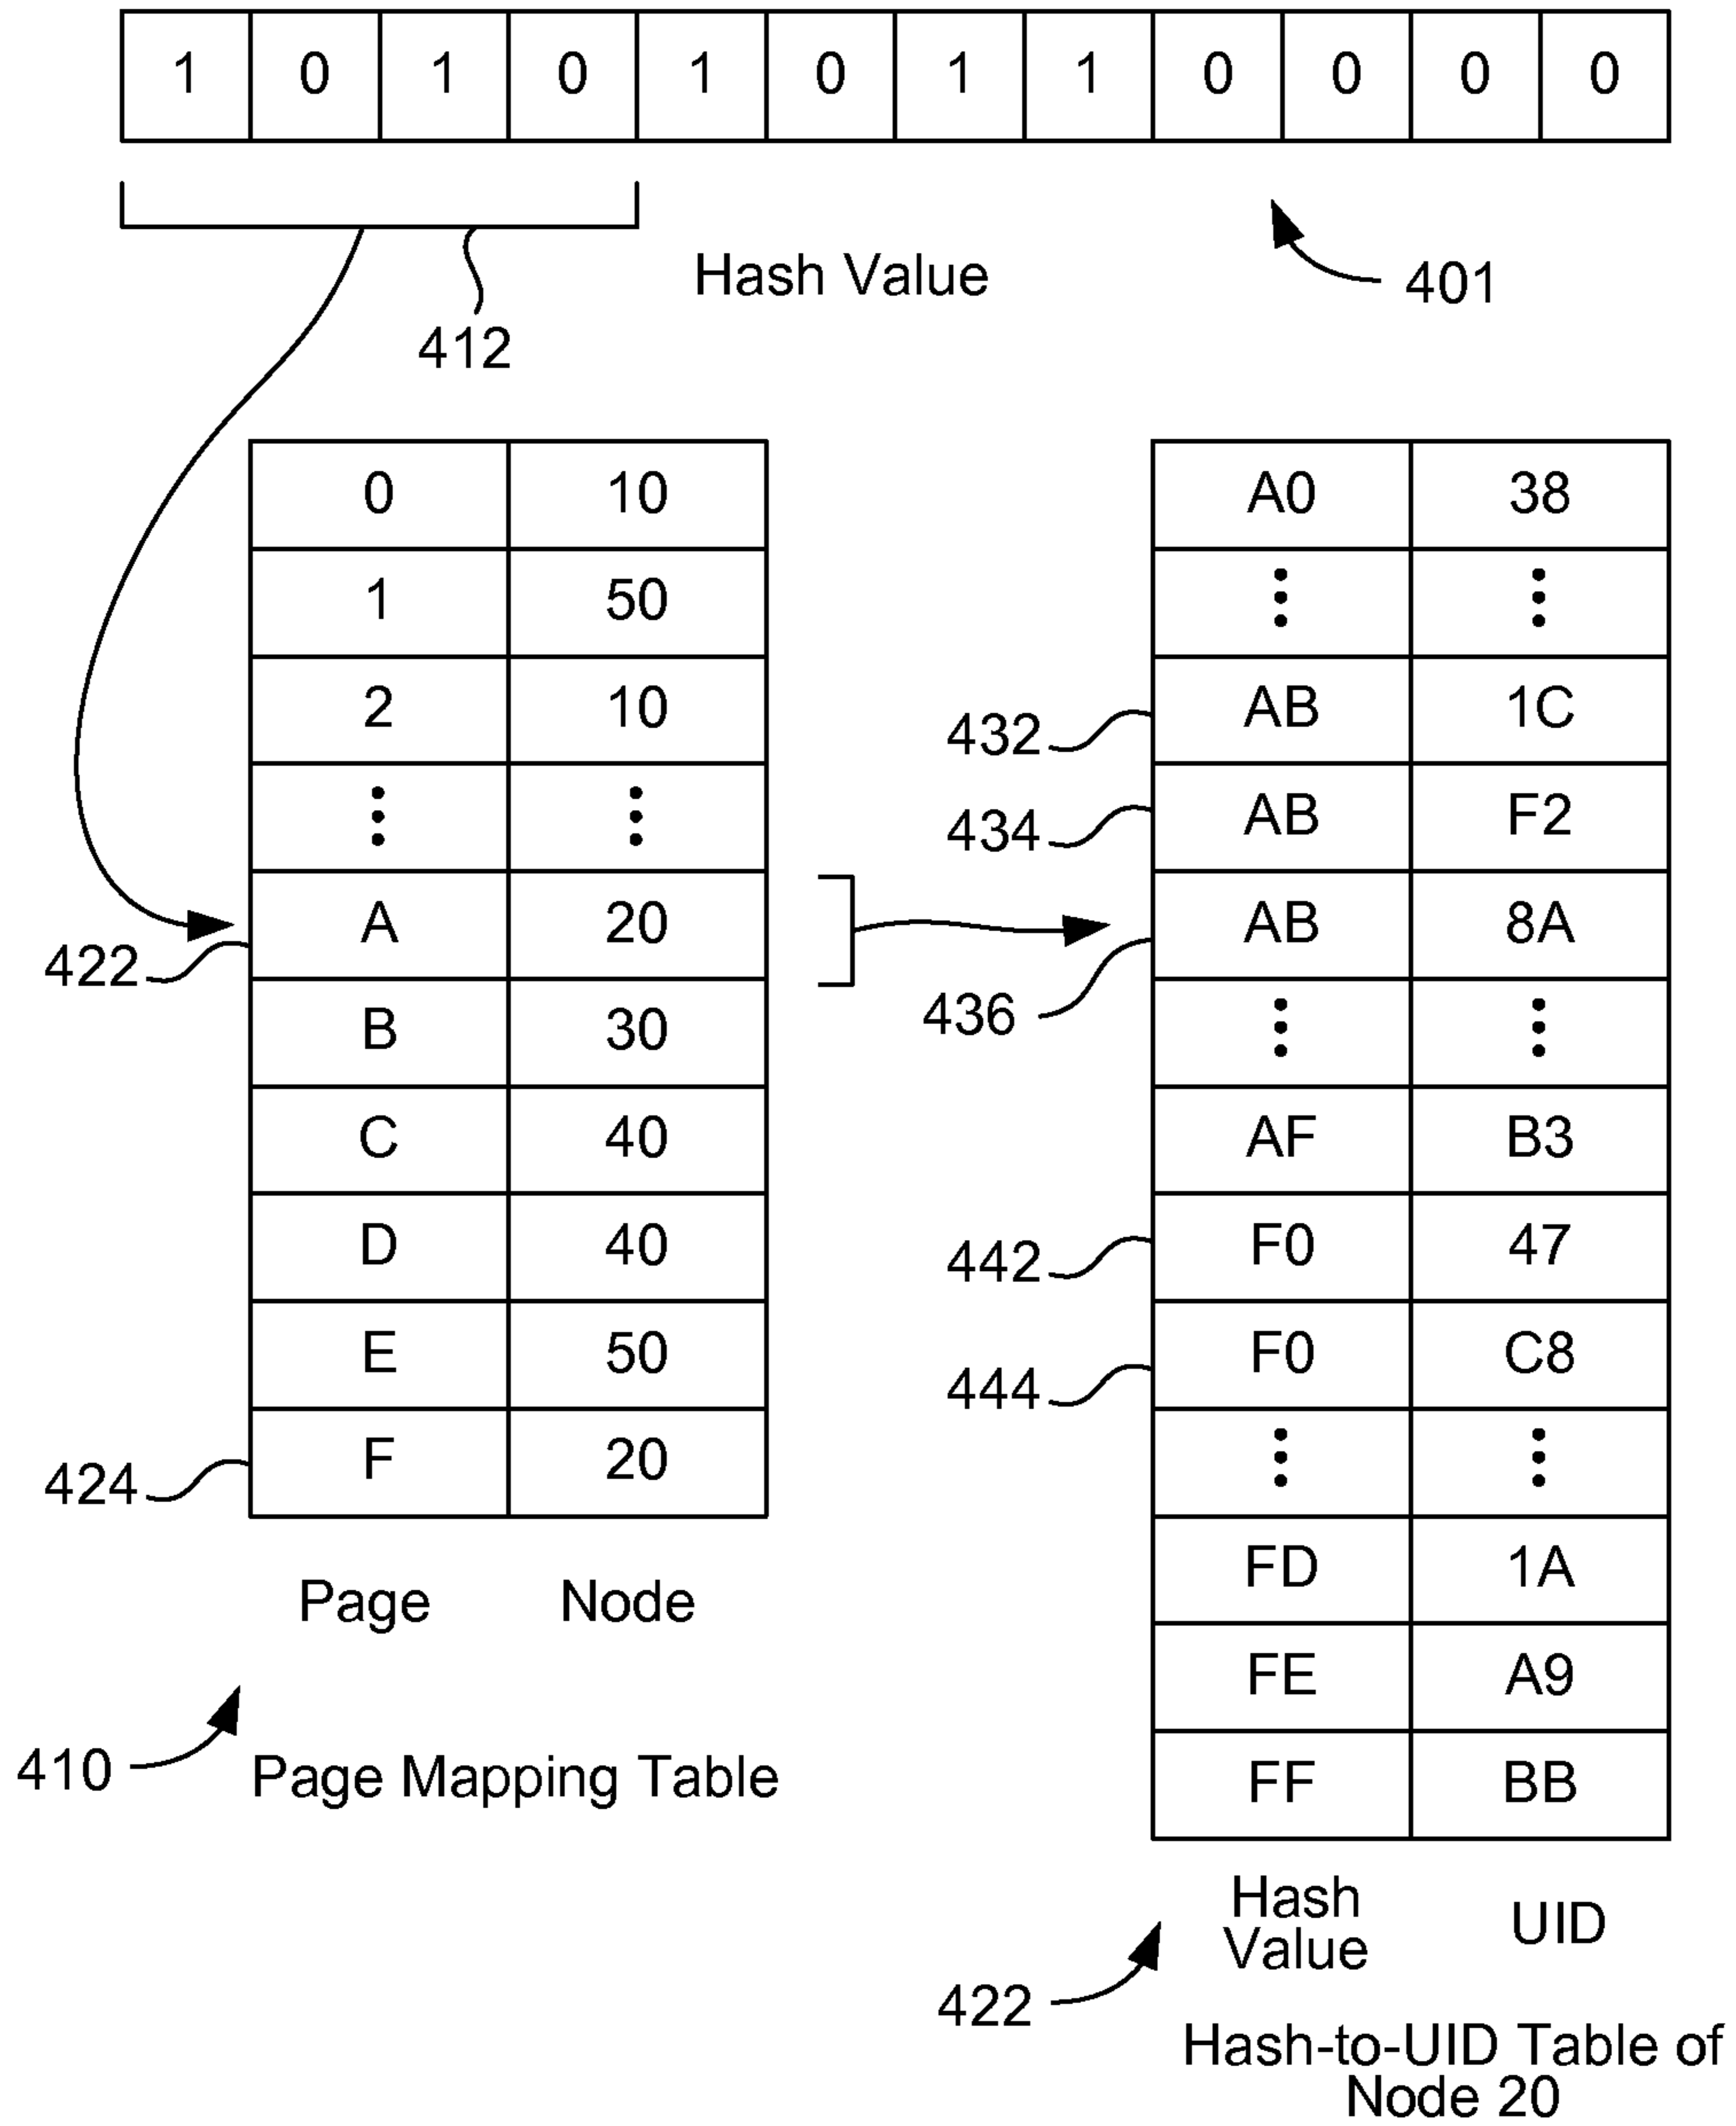 1 0 1 0 1 0 1 1 0 0 0 0
412
Hash Value
401
0 10
1 50
2 10
A 20
B 30
C 40
D 40
E 50
F 20
422
424
Page Node
410
Page Mapping Table
A0 38
432 AB 1C
434 AB F2
436 AB 8A
AF B3
442 F0 47
444 F0 C8
FD 1A
FE A9
FF BB
Hash
Value
UID
422
Hash-to-UID Table of
Node 20